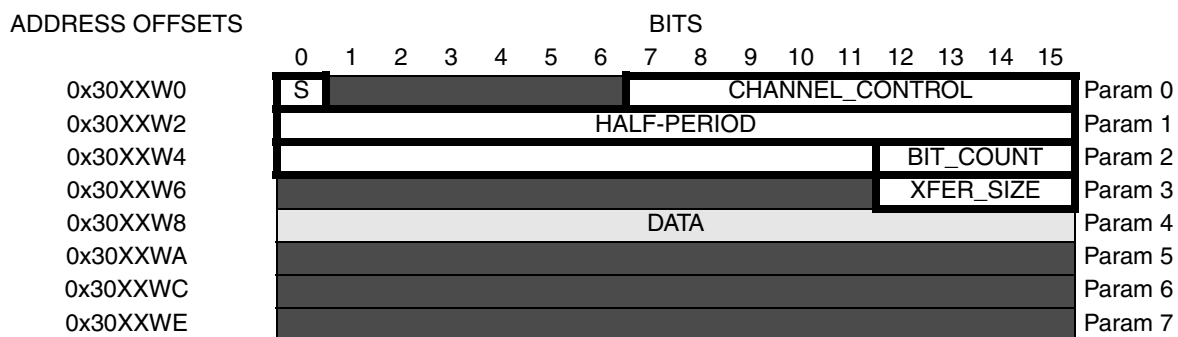 ADDRESS OFFSETS BITS
0 1 2 3 4 5 6 7 8 9 10 11 12 13 14 15
0x30XXW0 S CHANNEL_CONTROL Param 0
0x30XXW2 HALF-PERIOD Param 1
0x30XXW4 BIT_COUNT Param 2
0x30XXW6 XFER_SIZE Param 3
0x30XXW8 DATA Param 4
0x30XXWA Param 5
0x30XXWC Param 6
0x30XXWE Param 7